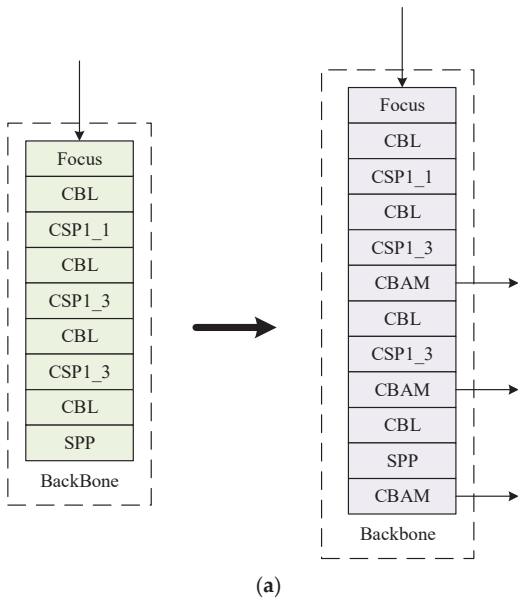 Focus
CBL
CSP1_1
CBL
CSP1_3
CBL
CSP1_3
CBL
SPP
BackBone
Focus
CBL
CSP1_1
CBL
CSP1_3
CBAM
CBL
CSP1_3
CBAM
CBL
SPP
CBAM
Backbone
(a)